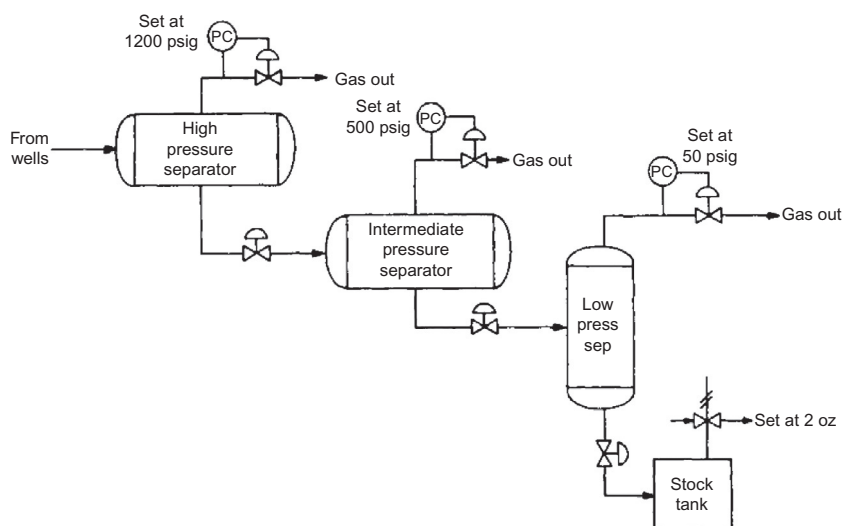 Set at
1200 psig
PC
Gas out
From
wells
High
pressure
separator
Set at
500 psig
PC
Gas out
Intermediate
pressure
separator
Set at
50 psig
PC
Gas out
Low
press
sep
Set at 2 oz
Stock
tank